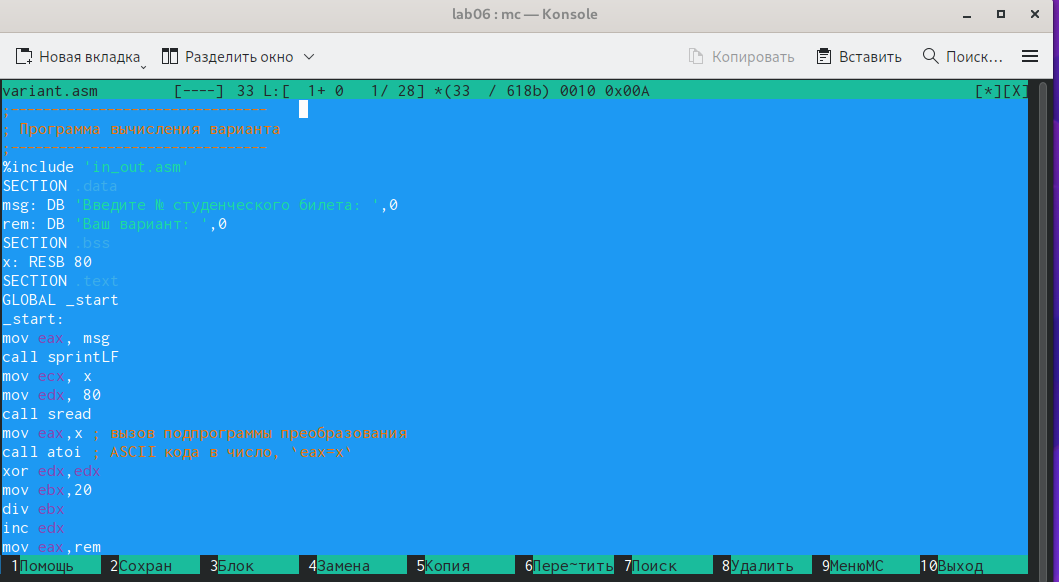 lab06 : mc — Konsole
Новая вкладка Разделить окно Копировать Вставить Поиск...
variant.asm [----] 33 L:[ 1+ 0 1/ 28] *(33 / 618b) 0010 0x00A [*][X]
;--------------------------------
; Программа вычисления варианта
;--------------------------------
%include 'in_out.asm'
SECTION .data
msg: DB 'Введите № студенческого билета: ',0
rem: DB 'Ваш вариант: ',0
SECTION .bss
x: RESB 80
SECTION .text
GLOBAL _start
_start:
mov eax, msg
call sprintLF
mov ecx, x
mov edx, 80
call sread
mov eax,x ; вызов подпрограммы преобразования
call atoi ; ASCII кода в число, `eax=x`
xor edx,edx
mov ebx,20
div ebx
inc edx
mov eax,rem
1Помощь 2Сохран 3Блок 4Замена 5Копия 6Пере~тить 7Поиск 8Удалить 9МенюMC 10Выход